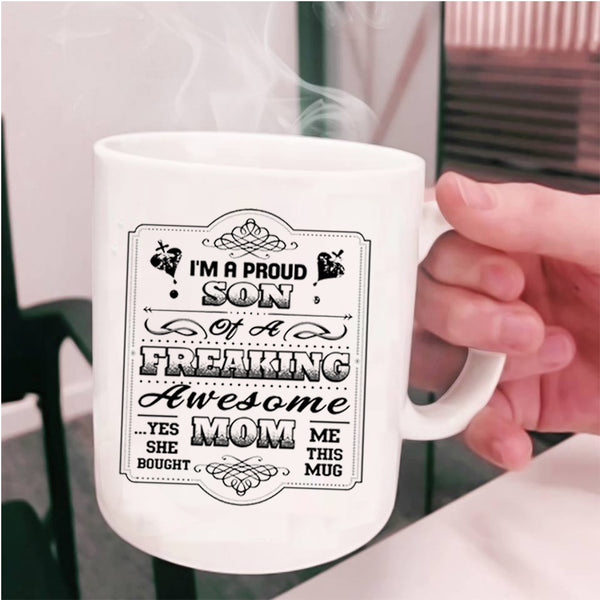 I'M A PROUD
SON
Of A
FREAKING
Awesome
MOM
...YES
SHE
BOUGHT
ME
THIS
MUG